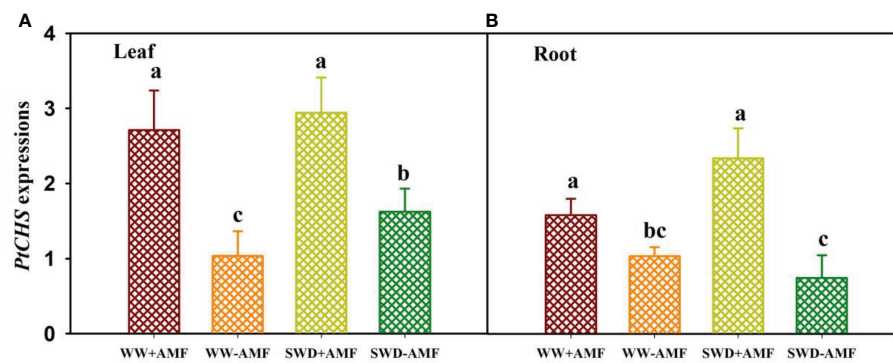 A
B
PtCHS expressions
4
3
2
1
0
Leaf
a
c
a
b
WW+AMF WW-AMF SWD+AMF SWD-AMF
Root
a
bc
a
c
WW+AMF WW-AMF SWD+AMF SWD-AMF